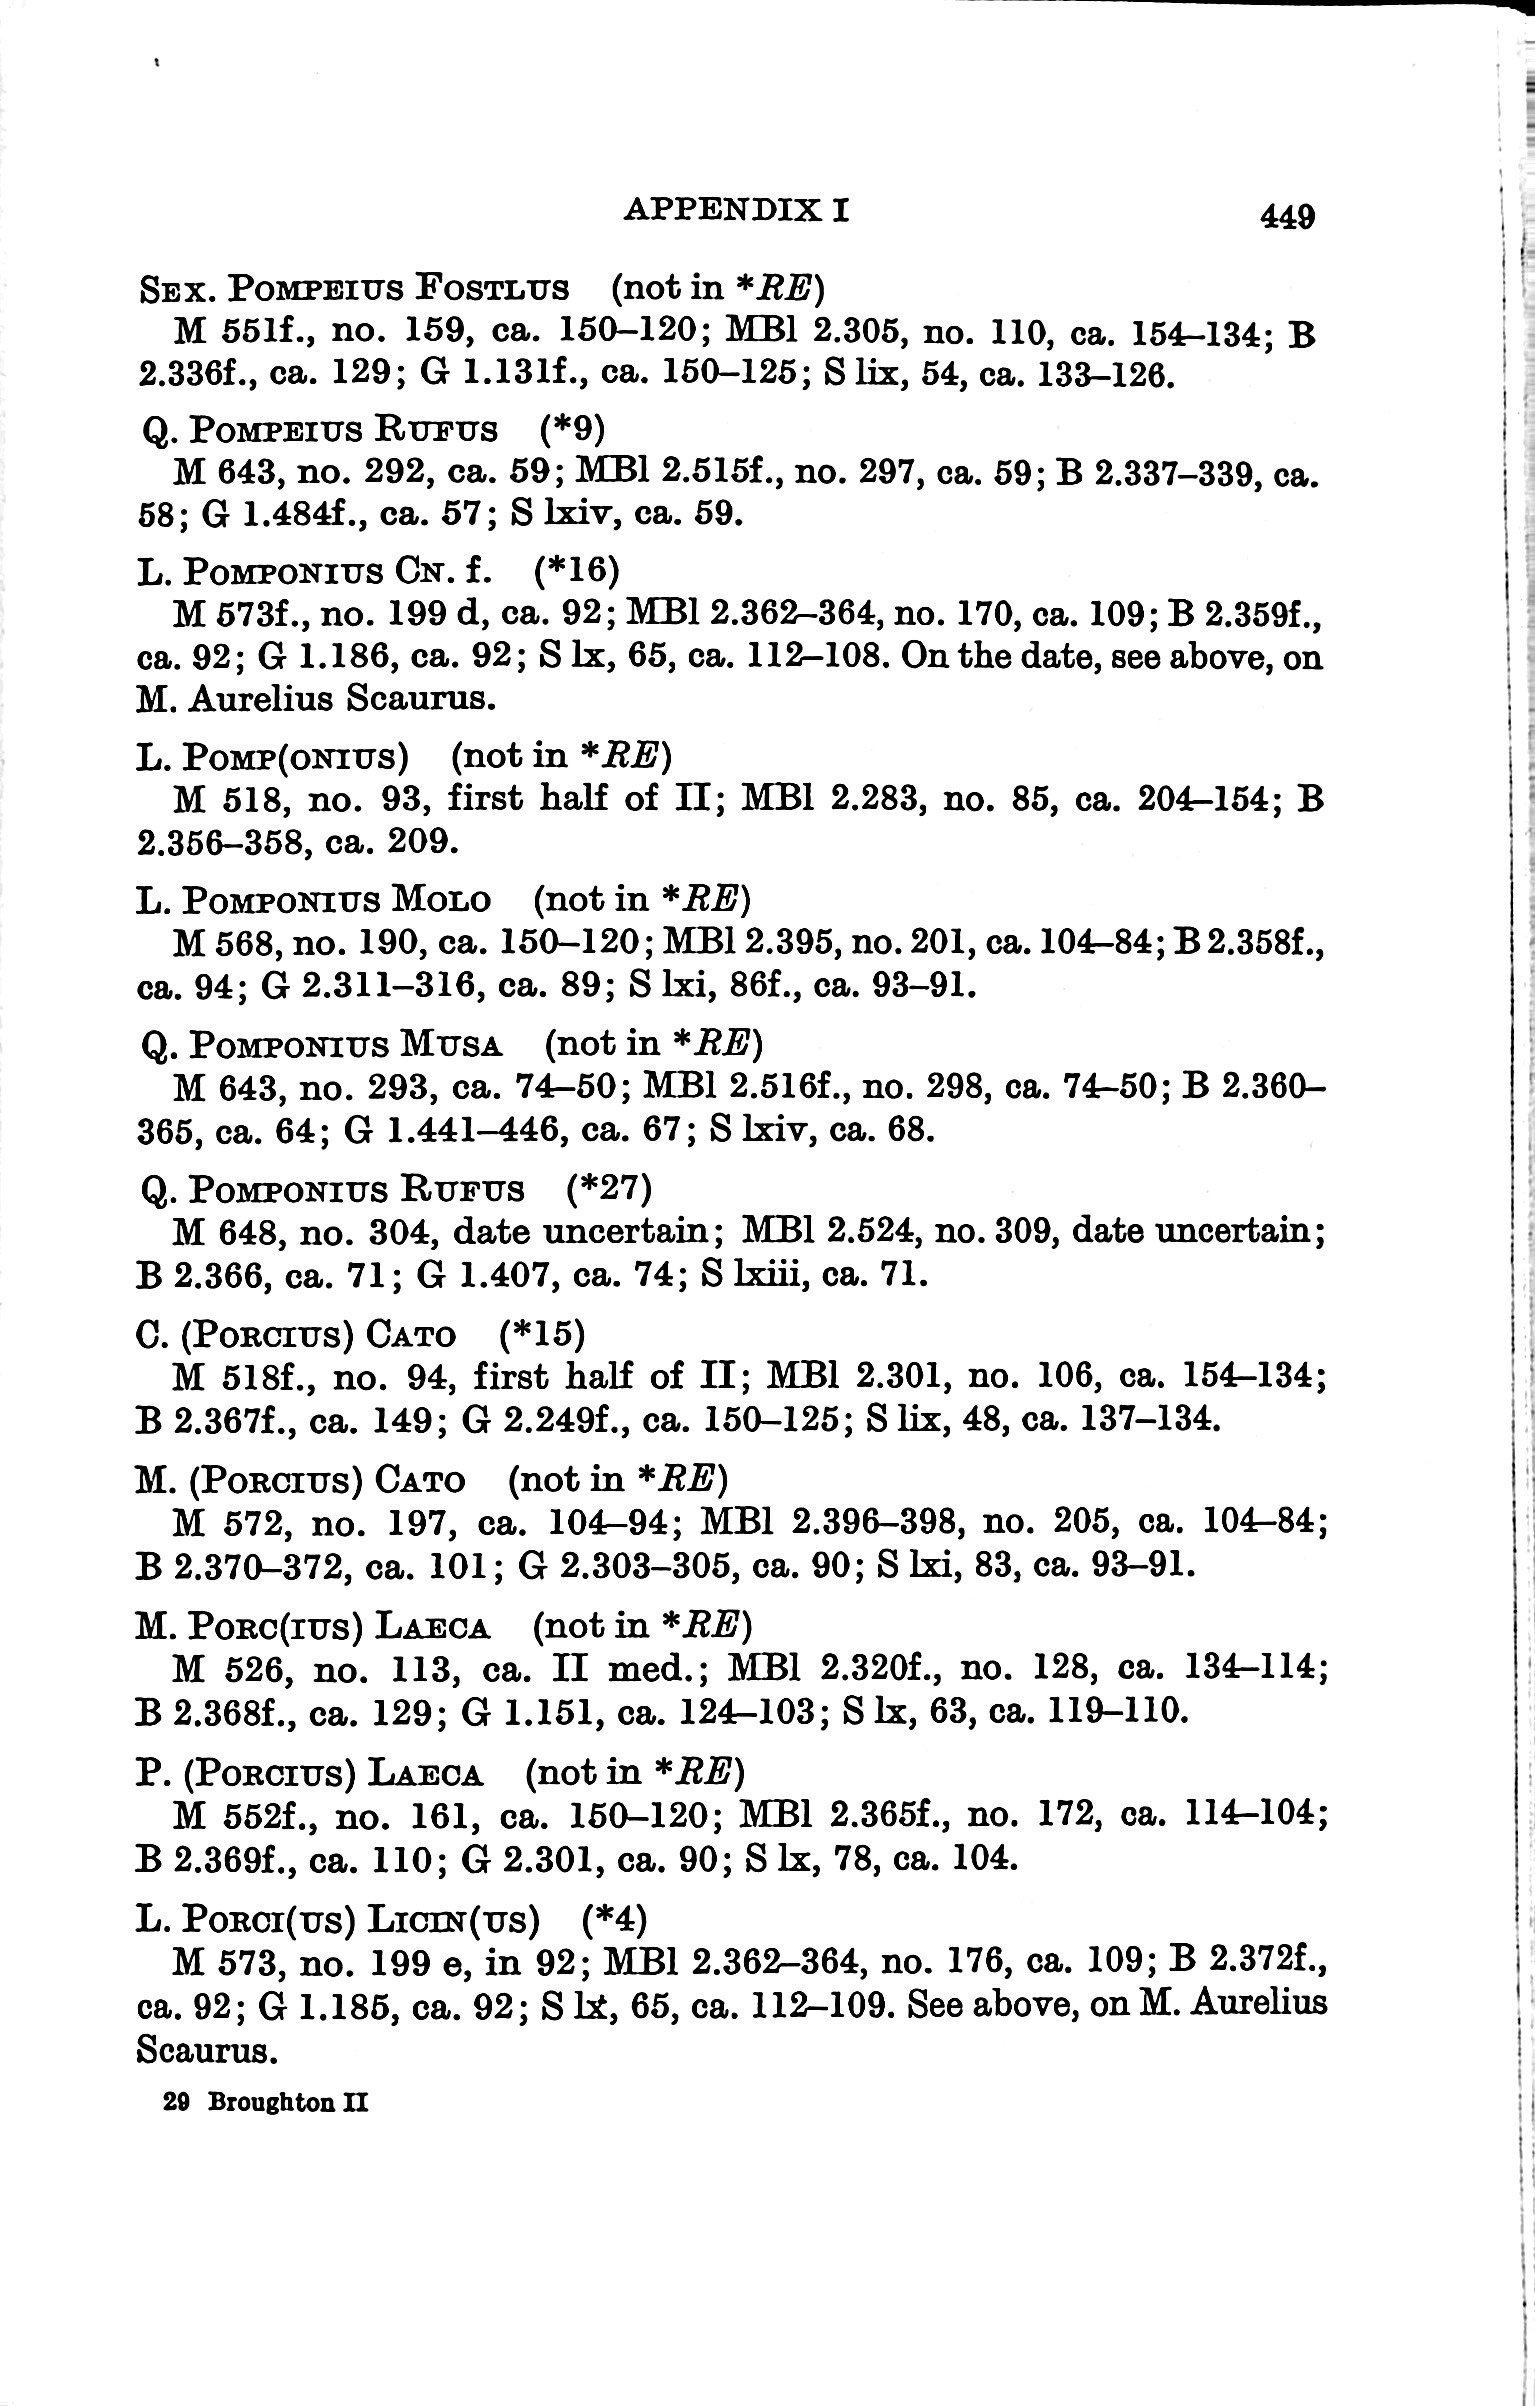 APPENDIX I 449
SEX. POMPEIUS FOSTLUS (not in *RE)
M 551f., no. 159, ca. 150–120; MBl 2.305, no. 110, ca. 154–134; B
2.336f., ca. 129; G 1.131f., ca. 150–125; S lix, 54, ca. 133–126.
Q. POMPEIUS RUFUS (*9)
M 643, no. 292, ca. 59; MBl 2.515f., no. 297, ca. 59; B 2.337–339, ca.
58; G 1.484f., ca. 57; S lxiv, ca. 59.
L. POMPONIUS CN. f. (*16)
M 573f., no. 199 d, ca. 92; MBl 2.362–364, no. 170, ca. 109; B 2.359f.,
ca. 92; G 1.186, ca. 92; S lx, 65, ca. 112–108. On the date, see above, on
M. Aurelius Scaurus.
L. POMP(ONIUS) (not in *RE)
M 518, no. 93, first half of II; MBl 2.283, no. 85, ca. 204–154; B
2.356–358, ca. 209.
L. POMPONIUS MOLO (not in *RE)
M 568, no. 190, ca. 150–120; MBl 2.395, no. 201, ca. 104–84; B 2.358f.,
ca. 94; G 2.311–316, ca. 89; S lxi, 86f., ca. 93–91.
Q. POMPONIUS MUSA (not in *RE)
M 643, no. 293, ca. 74–50; MBl 2.516f., no. 298, ca. 74–50; B 2.360–
365, ca. 64; G 1.441–446, ca. 67; S lxiv, ca. 68.
Q. POMPONIUS RUFUS (*27)
M 648, no. 304, date uncertain; MBl 2.524, no. 309, date uncertain;
B 2.366, ca. 71; G 1.407, ca. 74; S lxiii, ca. 71.
C. (PORCIUS) CATO (*15)
M 518f., no. 94, first half of II; MBl 2.301, no. 106, ca. 154–134;
B 2.367f., ca. 149; G 2.249f., ca. 150–125; S lix, 48, ca. 137–134.
M. (PORCIUS) CATO (not in *RE)
M 572, no. 197, ca. 104–94; MBl 2.396–398, no. 205, ca. 104–84;
B 2.370–372, ca. 101; G 2.303–305, ca. 90; S lxi, 83, ca. 93–91.
M. PORC(IUS) LAECA (not in *RE)
M 526, no. 113, ca. II med.; MBl 2.320f., no. 128, ca. 134–114;
B 2.368f., ca. 129; G 1.151, ca. 124–103; S lx, 63, ca. 119–110.
P. (PORCIUS) LAECA (not in *RE)
M 552f., no. 161, ca. 150–120; MBl 2.365f., no. 172, ca. 114–104;
B 2.369f., ca. 110; G 2.301, ca. 90; S lx, 78, ca. 104.
L. PORCI(US) LICIN(US) (*4)
M 573, no. 199 e, in 92; MBl 2.362–364, no. 176, ca. 109; B 2.372f.,
ca. 92; G 1.185, ca. 92; S lx, 65, ca. 112–109. See above, on M. Aurelius
Scaurus.
29 Broughton II